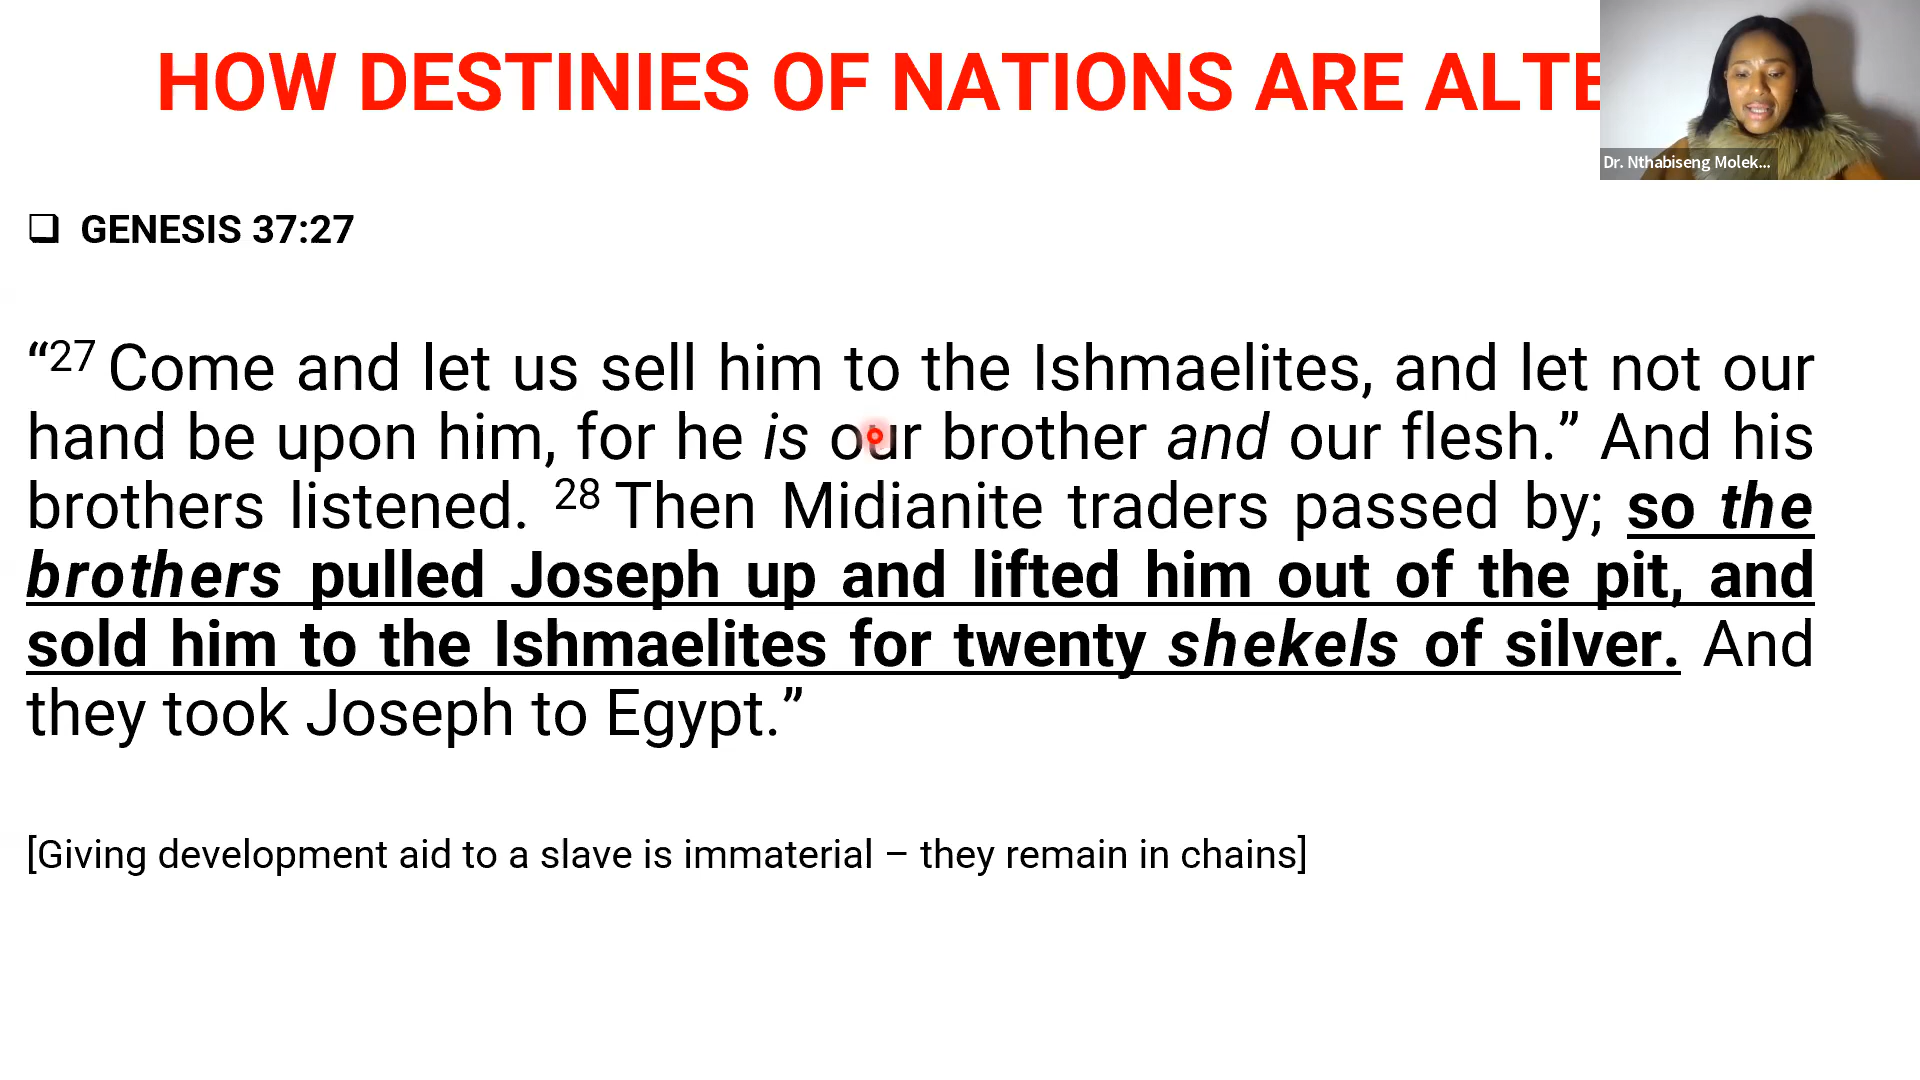 HOW DESTINIES OF NATIONS ARE ALTE
Dr. Nthabiseng Molek...
❑ GENESIS 37:27
“27 Come and let us sell him to the Ishmaelites, and let not our
hand be upon him, for he is our brother and our flesh.” And his
brothers listened. 28 Then Midianite traders passed by; so the
brothers pulled Joseph up and lifted him out of the pit, and
sold him to the Ishmaelites for twenty shekels of silver. And
they took Joseph to Egypt.”
[Giving development aid to a slave is immaterial – they remain in chains]